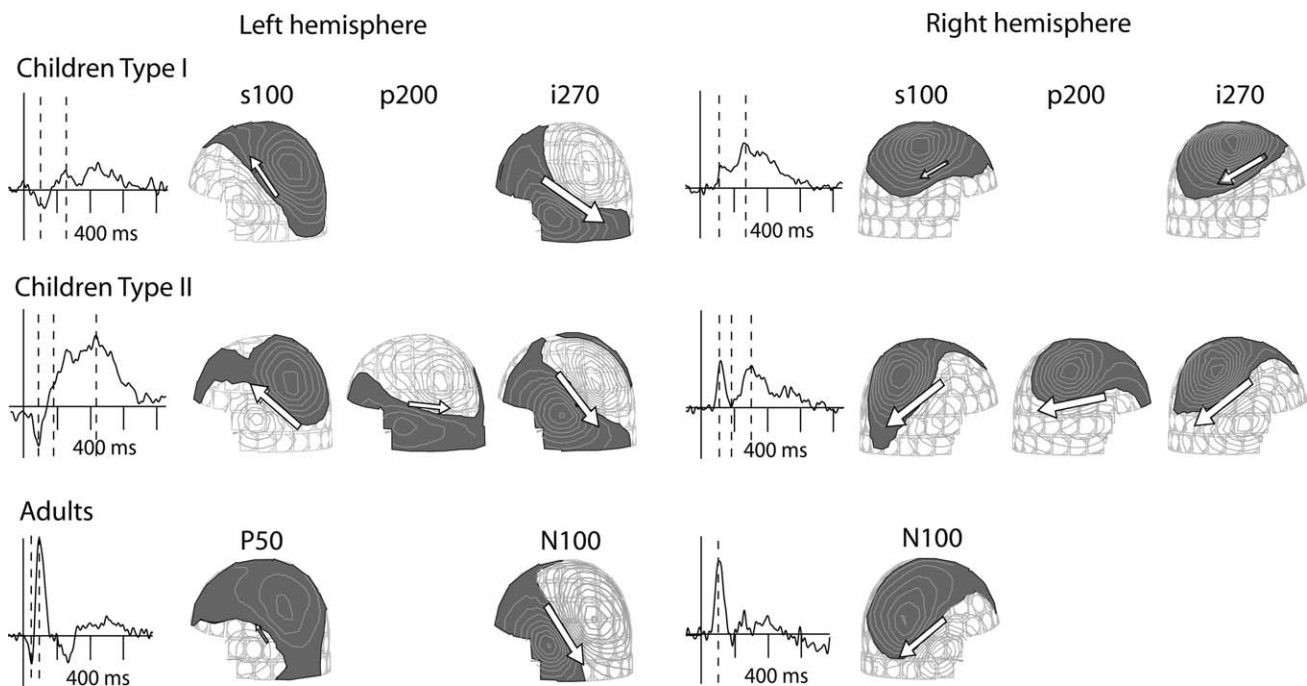 Left hemisphere Right hemisphere
Children Type I
s100 p200 i270 s100 p200 i270
400 ms 400 ms
Children Type II
400 ms 400 ms
Adults
P50 N100 N100
400 ms 400 ms